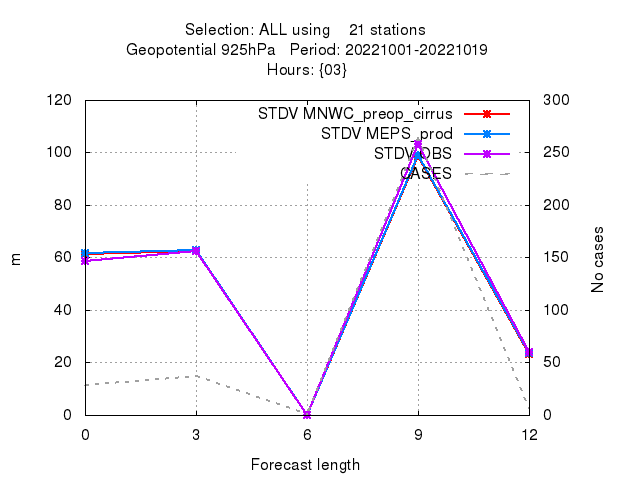 Selection: ALL using    21 stations
Geopotential 925hPa   Period: 20221001-20221019
Hours: {03}
120
100
80
60
40
20
0
m
STDV MNWC_preop_cirrus
STDV MEPS_prod
STDV OBS
CASES
300
250
200
150
100
50
0
No cases
0 3 6 9 12
Forecast length